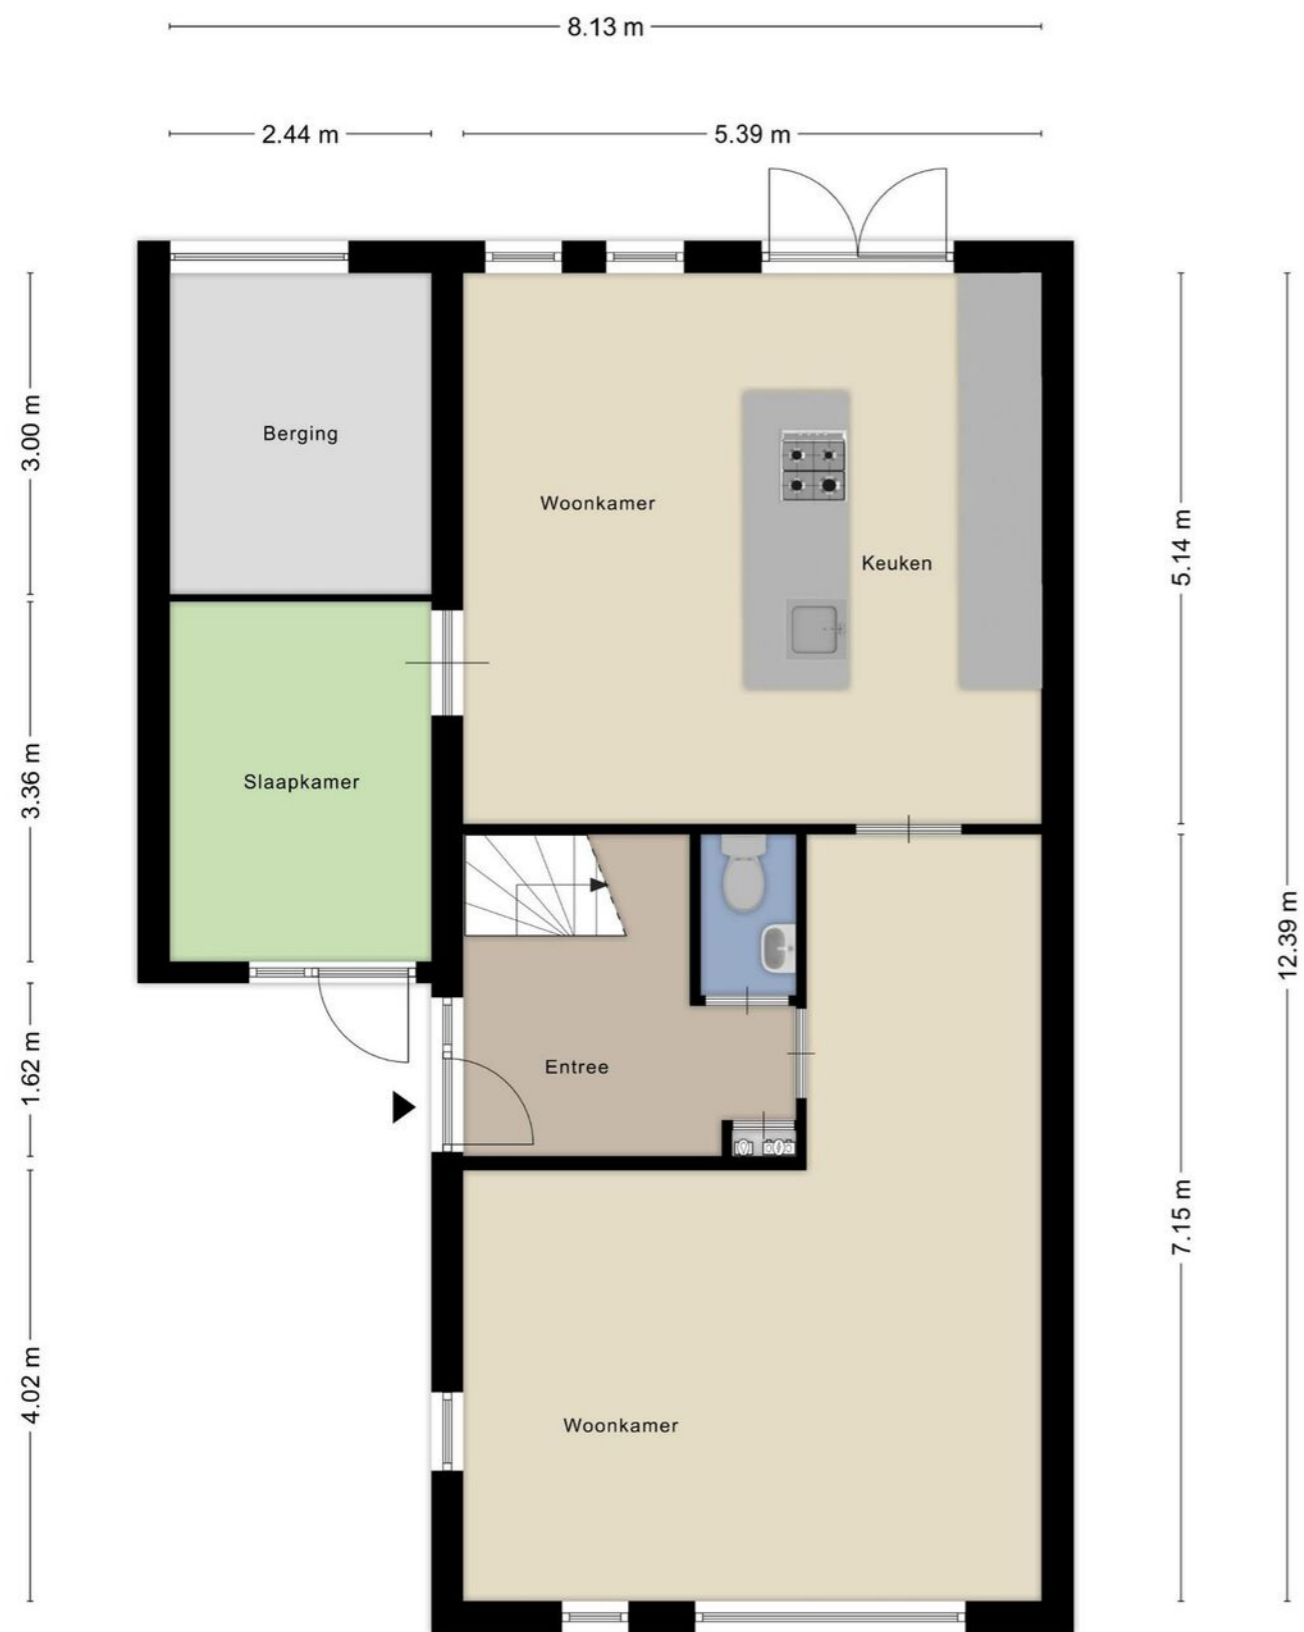 8.13 m
2.44 m
5.39 m
3.00 m
Berging
Woonkamer
5.14 m
Keuken
3.36 m
Slaapkamer
12.39 m
1.62 m
Entree
7.15 m
4.02 m
Woonkamer